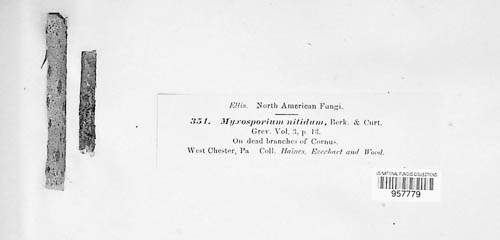 Ellis. North American Fungi.
351. Myxosporium nitidum, Berk. & Curt.
Grev. Vol. 3, p. 13.
On dead branches of Cornus.
West Chester, Pa Coll. Haines, Everhart and Wood.
US NATIONAL FUNGUS COLLECTIONS
957779